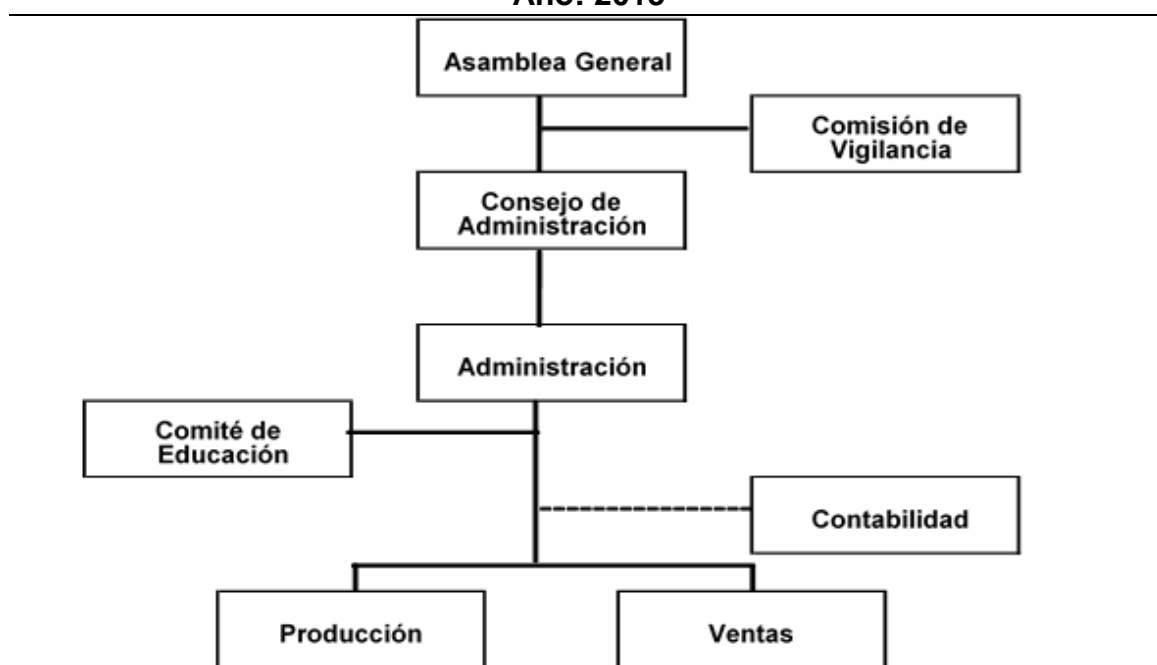 Asamblea General
Comisión de
Vigilancia
Consejo de
Administración
Administración
Comité de
Educación
Contabilidad
Producción
Ventas